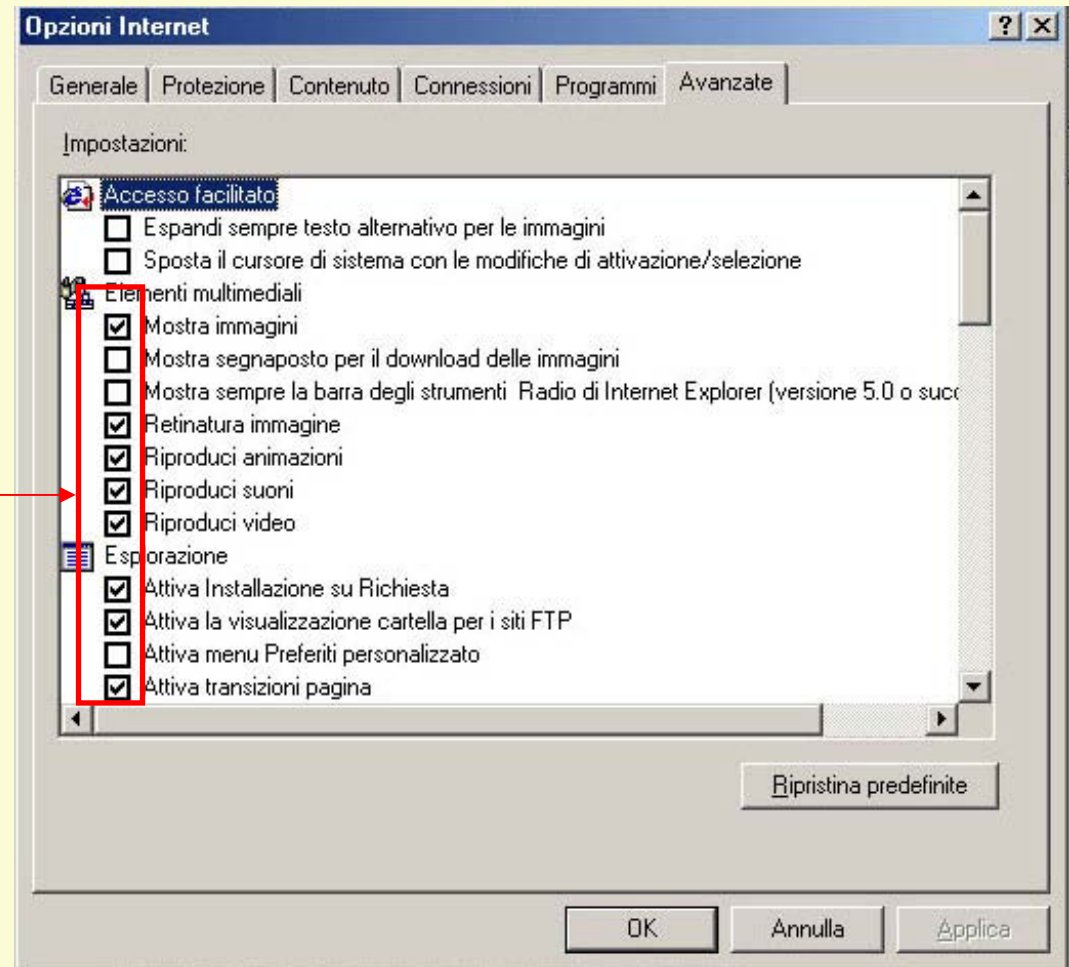 Opzioni Internet
Generale Protezione Contenuto Connessioni Programmi Avanzate
Impostazioni:
Accesso facilitato
Espandi sempre testo alternativo per le immagini
Sposta il cursore di sistema con le modifiche di attivazione/selezione
Elementi multimediali
Mostra immagini
Mostra segnaposto per il download delle immagini
Mostra sempre la barra degli strumenti Radio di Internet Explorer (versione 5.0 o succ
Retinatura immagine
Riproduci animazioni
Riproduci suoni
Riproduci video
Esplorazione
Attiva Installazione su Richiesta
Attiva la visualizzazione cartella per i siti FTP
Attiva menu Preferiti personalizzato
Attiva transizioni pagina
Ripristina predefinite
OK Annulla Applica